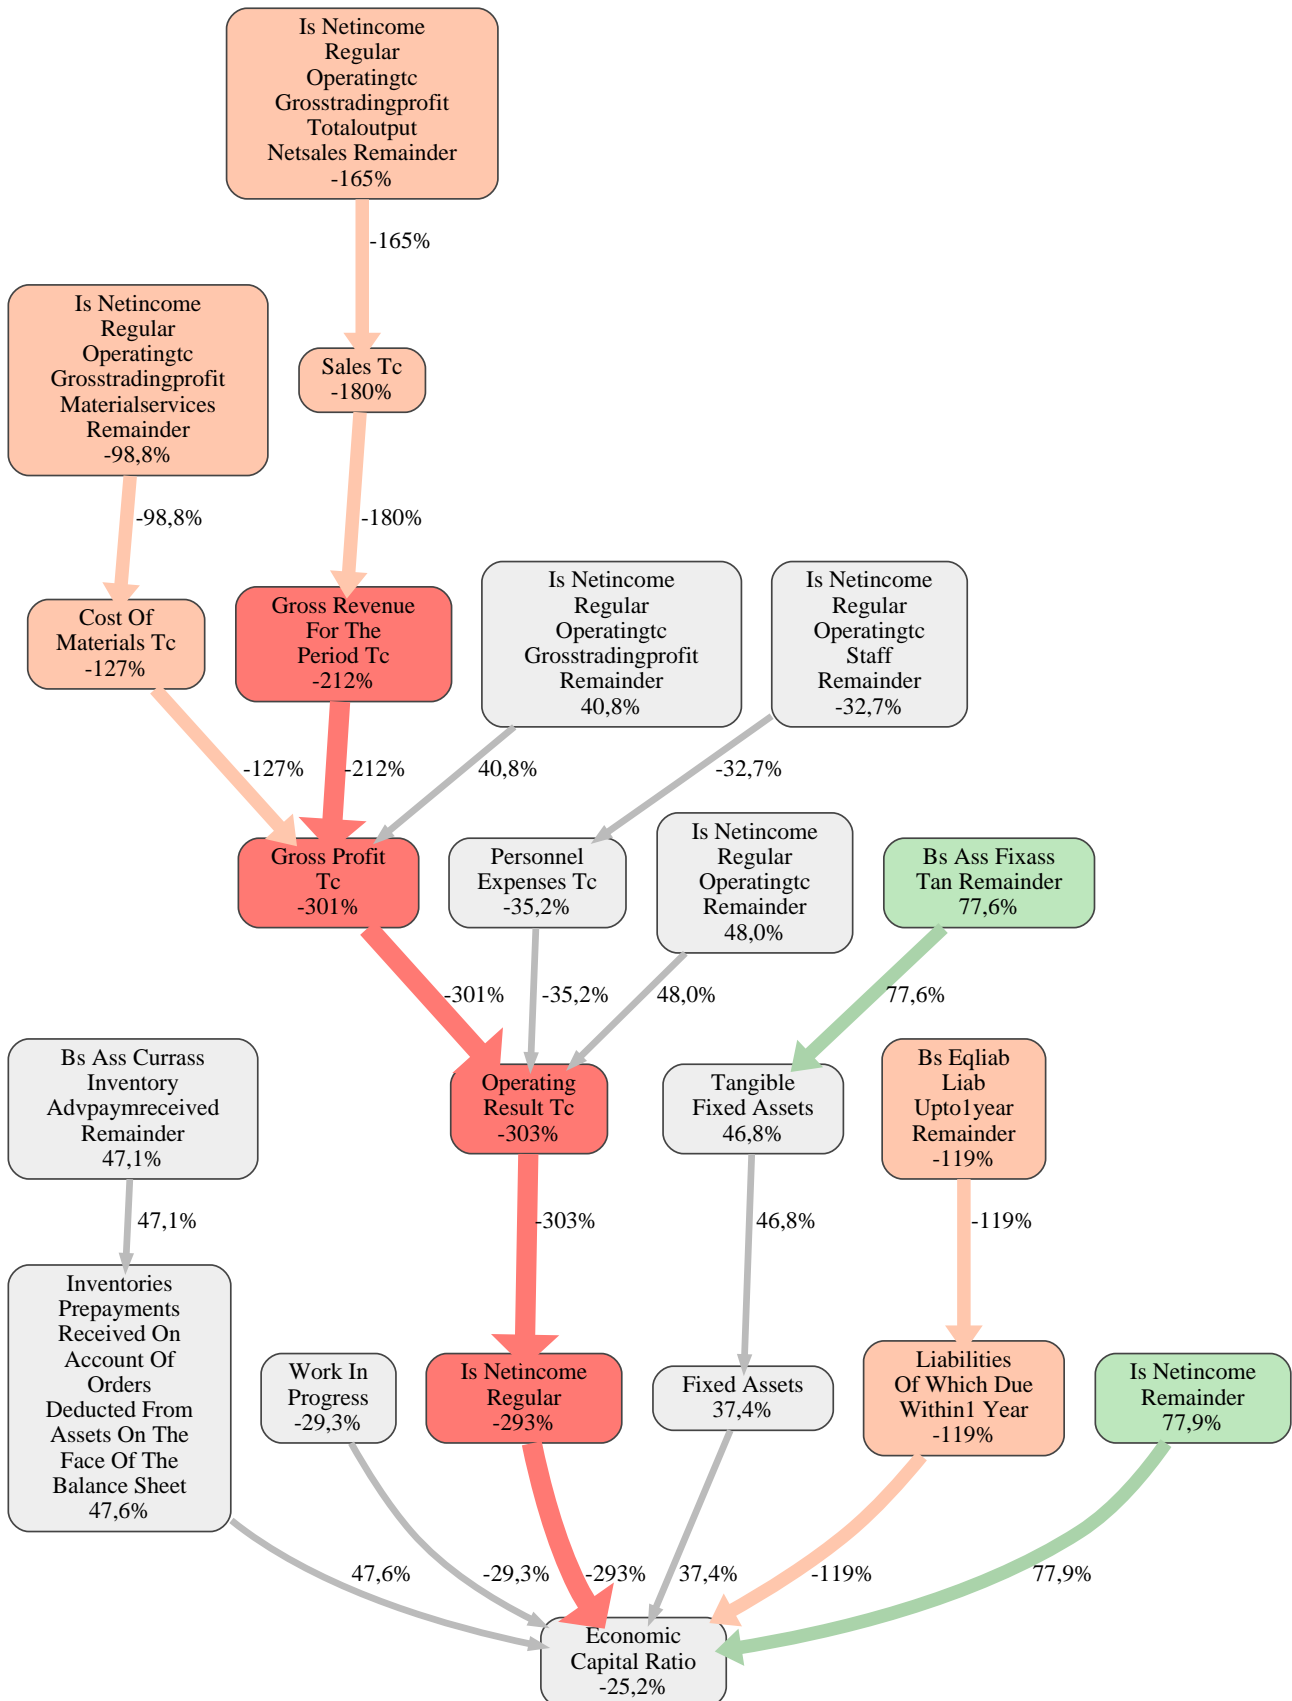 Is Netincome
Regular
Operatingtc
Grosstradingprofit
Totaloutput
Netsales Remainder
-165%
-165%
Is Netincome
Regular
Operatingtc
Grosstradingprofit
Materialservices
Remainder
-98,8%
Sales Tc
-180%
-98,8%
-180%
Cost Of
Materials Tc
-127%
Gross Revenue
For The
Period Tc
-212%
Is Netincome
Regular
Operatingtc
Grosstradingprofit
Remainder
40,8%
Is Netincome
Regular
Operatingtc
Staff
Remainder
-32,7%
-127%
-212%
40,8%
-32,7%
Gross Profit
Tc
-301%
Personnel
Expenses Tc
-35,2%
Is Netincome
Regular
Operatingtc
Remainder
48,0%
Bs Ass Fixass
Tan Remainder
77,6%
-301%
-35,2%
48,0%
77,6%
Bs Ass Currass
Inventory
Advpaymreceived
Remainder
47,1%
Operating
Result Tc
-303%
Tangible
Fixed Assets
46,8%
Bs Eqliab
Liab
Upto1year
Remainder
-119%
47,1%
-303%
46,8%
-119%
Inventories
Prepayments
Received On
Account Of
Orders
Deducted From
Assets On The
Face Of The
Balance Sheet
47,6%
Work In
Progress
-29,3%
Is Netincome
Regular
-293%
Fixed Assets
37,4%
Liabilities
Of Which Due
Within1 Year
-119%
Is Netincome
Remainder
77,9%
47,6%
-29,3%
-293%
37,4%
-119%
77,9%
Economic
Capital Ratio
-25,2%